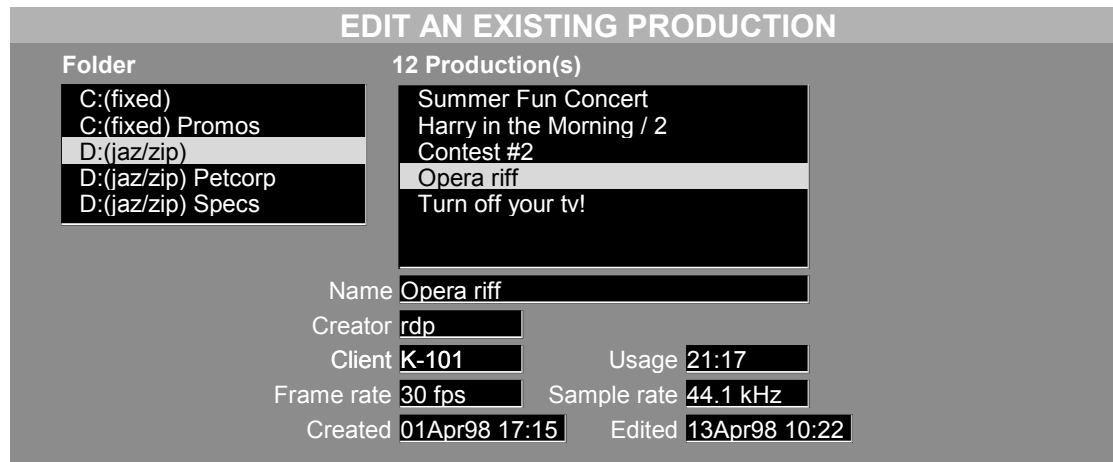 EDIT AN EXISTING PRODUCTION
Folder 12 Production(s)
C:(fixed)
C:(fixed) Promos
D:(jaz/zip)
D:(jaz/zip) Petcorp
D:(jaz/zip) Specs
Summer Fun Concert
Harry in the Morning / 2
Contest #2
Opera riff
Turn off your tv!
Name Opera riff
Creator rdp
Client K-101 Usage 21:17
Frame rate 30 fps Sample rate 44.1 kHz
Created 01Apr98 17:15 Edited 13Apr98 10:22